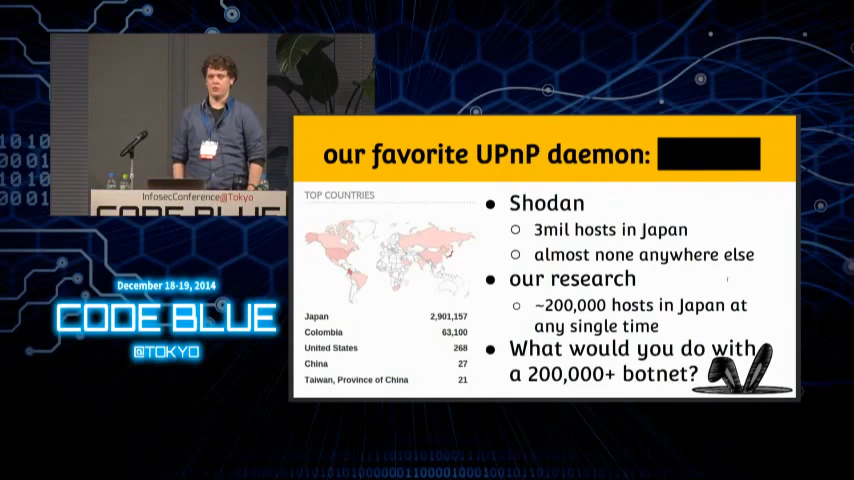 our favorite UPnP daemon:
TOP COUNTRIES
Japan 2,901,157
Colombia 63,100
United States 268
China 27
Taiwan, Province of China 21
● Shodan
○ 3mil hosts in Japan
○ almost none anywhere else
● our research
○ ~200,000 hosts in Japan at
any single time
● What would you do with
a 200,000+ botnet?
InfosecConference@Tokyo
CODE BLUE
December 18-19, 2014
CODE BLUE
@TOKYO